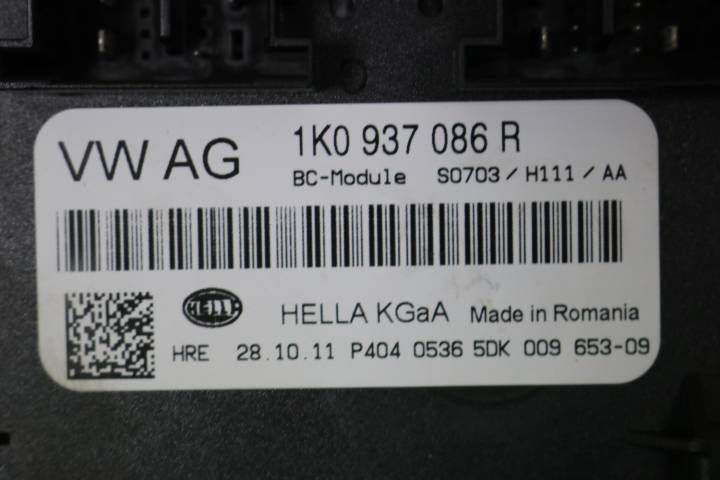 VW AG
1K0 937 086 R
BC-Module S0703/H111/AA
HELLA
HELLA KGaA Made in Romania
HRE 28.10.11 P404 0536 5DK 009 653-09